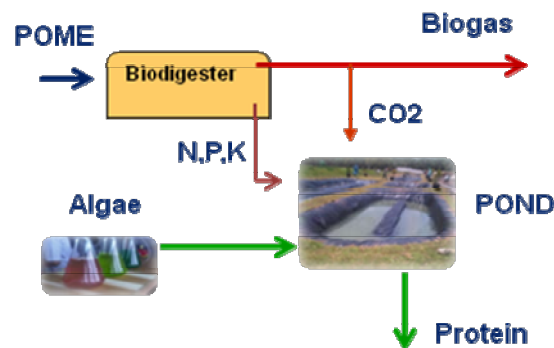 Biogas
POME
Biodigester
CO2
N,P,K
Algae
POND
Protein